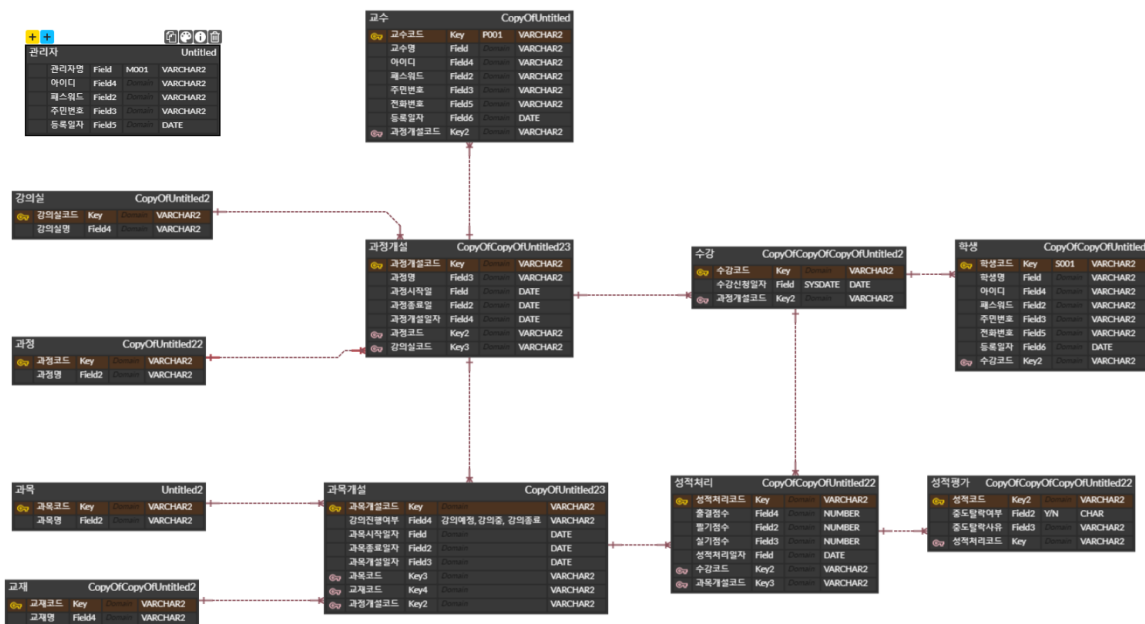 관리자 Untitled
관리자명 Field M001 VARCHAR2
아이디 Field4 Domain VARCHAR2
패스워드 Field2 Domain VARCHAR2
주민번호 Field3 Domain VARCHAR2
등록일자 Field5 Domain DATE
교수 CopyOfUntitled
교수코드 Key P001 VARCHAR2
교수명 Field Domain VARCHAR2
아이디 Field4 Domain VARCHAR2
패스워드 Field2 Domain VARCHAR2
주민번호 Field3 Domain VARCHAR2
전화번호 Field5 Domain VARCHAR2
등록일자 Field6 Domain DATE
과정개설코드 Key2 Domain VARCHAR2
강의실 CopyOfUntitled2
강의실코드 Key Domain VARCHAR2
강의실명 Field4 Domain VARCHAR2
과정개설 CopyOfCopyOfUntitled23
과정개설코드 Key Domain VARCHAR2
과정명 Field3 Domain VARCHAR2
과정시작일 Field Domain DATE
과정종료일 Field2 Domain DATE
과정개설일자 Field4 Domain DATE
과정코드 Key2 Domain VARCHAR2
강의실코드 Key3 Domain VARCHAR2
수강 CopyOfCopyOfCopyOfUntitled2
수강코드 Key Domain VARCHAR2
수강신청일자 Field SYSDATE DATE
과정개설코드 Key2 Domain VARCHAR2
학생 CopyOfCopyOfUntitled
학생코드 Key S001 VARCHAR2
학생명 Field Domain VARCHAR2
아이디 Field4 Domain VARCHAR2
패스워드 Field2 Domain VARCHAR2
주민번호 Field3 Domain VARCHAR2
전화번호 Field5 Domain VARCHAR2
등록일자 Field6 Domain DATE
수강코드 Key2 Domain VARCHAR2
과정 CopyOfUntitled22
과정코드 Key Domain VARCHAR2
과정명 Field2 Domain VARCHAR2
과목 Untitled2
과목코드 Key Domain VARCHAR2
과목명 Field2 Domain VARCHAR2
과목개설 CopyOfUntitled23
과목개설코드 Key Domain VARCHAR2
강의진행여부 Field4 강의예정,강의중, 강의종료 VARCHAR2
과목시작일자 Field Domain DATE
과목종료일자 Field2 Domain DATE
과목개설일자 Field3 Domain DATE
과목코드 Key3 Domain VARCHAR2
교재코드 Key4 Domain VARCHAR2
과정개설코드 Key2 Domain VARCHAR2
성적처리 CopyOfCopyOfUntitled22
성적처리코드 Key Domain VARCHAR2
출결점수 Field4 Domain NUMBER
필기점수 Field2 Domain NUMBER
실기점수 Field3 Domain NUMBER
성적처리일자 Field Domain DATE
수강코드 Key2 Domain VARCHAR2
과목개설코드 Key3 Domain VARCHAR2
성적평가 CopyOfCopyOfCopyOfUntitled22
성적코드 Key2 Domain VARCHAR2
중도탈락여부 Field2 Y/N CHAR
중도탈락사유 Field3 Domain VARCHAR2
성적처리코드 Key Domain VARCHAR2
교재 CopyOfCopyOfUntitled2
교재코드 Key Domain VARCHAR2
교재명 Field4 Domain VARCHAR2